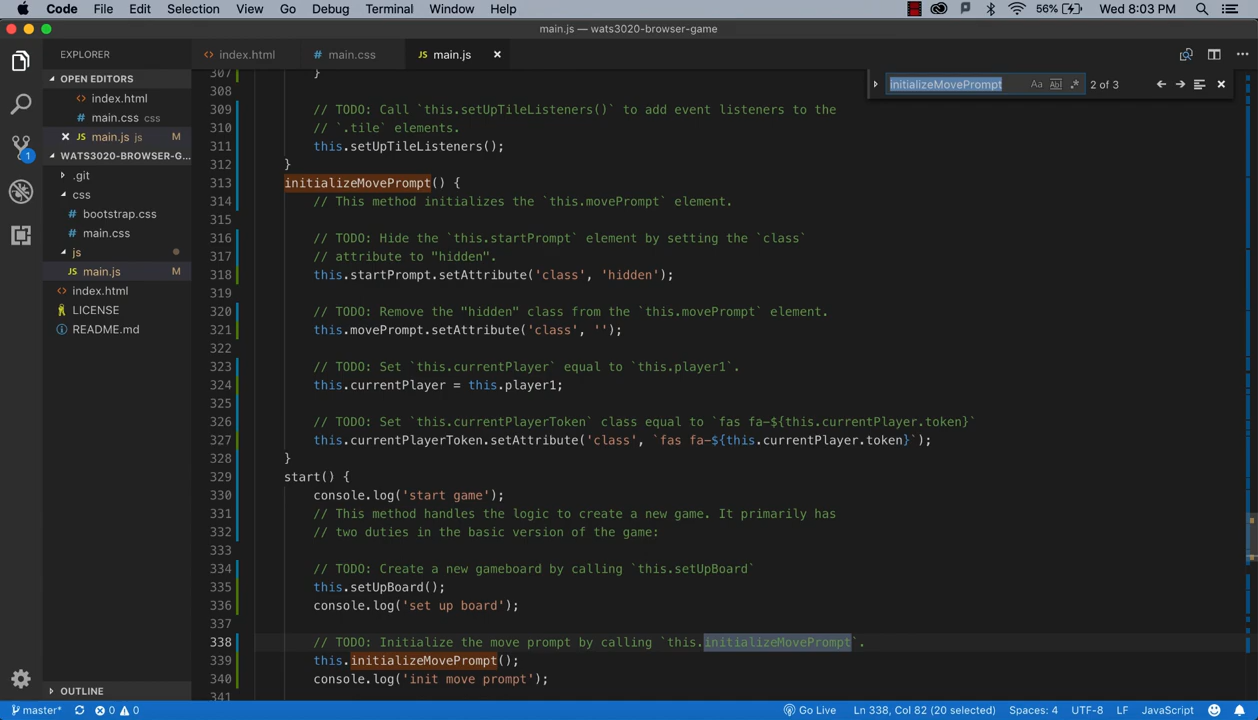 Code File Edit Selection View Go Debug Terminal Window Help 56% Wed 8:03 PM
main.js — wats3020-browser-game
EXPLORER
index.html main.css JS main.js
OPEN EDITORS
index.html
main.css css
JS main.js js M
WATS3020-BROWSER-G...
.git
css
bootstrap.css
main.css
js
JS main.js M
index.html
LICENSE
README.md
OUTLINE
initializeMovePrompt Aa Abl .* 2 of 3
307 }
308
309 // TODO: Call `this.setUpTileListeners()` to add event listeners to the
310 // `.tile` elements.
311 this.setUpTileListeners();
312 }
313 initializeMovePrompt() {
314 // This method initializes the `this.movePrompt` element.
315
316 // TODO: Hide the `this.startPrompt` element by setting the `class`
317 // attribute to "hidden".
318 this.startPrompt.setAttribute('class', 'hidden');
319
320 // TODO: Remove the "hidden" class from the `this.movePrompt` element.
321 this.movePrompt.setAttribute('class', '');
322
323 // TODO: Set `this.currentPlayer` equal to `this.player1`.
324 this.currentPlayer = this.player1;
325
326 // TODO: Set `this.currentPlayerToken` class equal to `fas fa-${this.currentPlayer.token}`
327 this.currentPlayerToken.setAttribute('class', `fas fa-${this.currentPlayer.token}`);
328 }
329 start() {
330 console.log('start game');
331 // This method handles the logic to create a new game. It primarily has
332 // two duties in the basic version of the game:
333
334 // TODO: Create a new gameboard by calling `this.setUpBoard`
335 this.setUpBoard();
336 console.log('set up board');
337
338 // TODO: Initialize the move prompt by calling `this.initializeMovePrompt`.
339 this.initializeMovePrompt();
340 console.log('init move prompt');
341
master* 0 0 Go Live Ln 338, Col 82 (20 selected) Spaces: 4 UTF-8 LF JavaScript